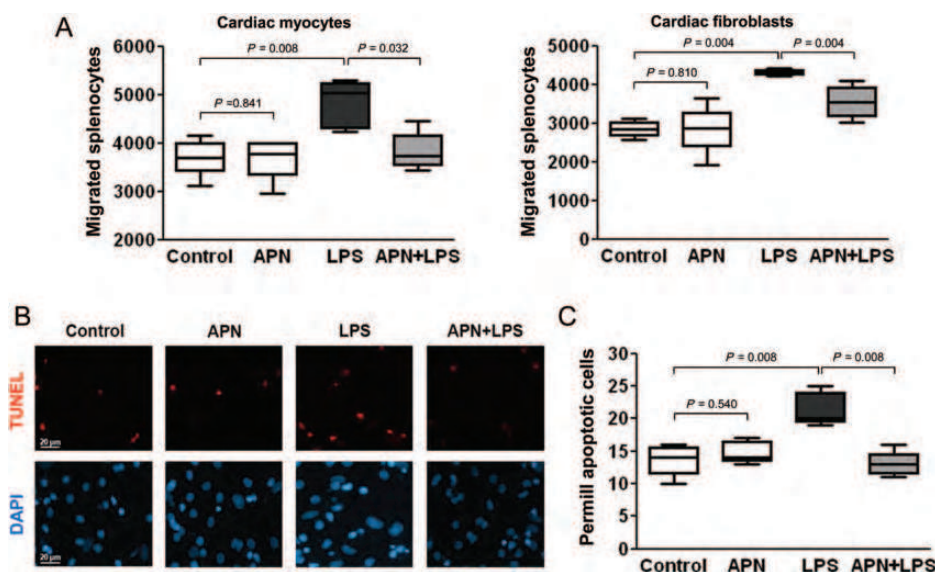 A
Cardiac myocytes
Migrated splenocytes
6000
5000
4000
3000
2000
P = 0.008
P = 0.032
P =0.841
Control APN LPS APN+LPS
Cardiac fibroblasts
Migrated splenocytes
5000
4000
3000
2000
1000
0
P = 0.004
P = 0.004
P = 0.810
Control APN LPS APN+LPS
B
Control APN LPS APN+LPS
TUNEL
20 µm
DAPI
20 µm
C
Permill apoptotic cells
30
25
20
15
10
5
0
P = 0.008
P = 0.008
P = 0.540
Control APN LPS APN+LPS